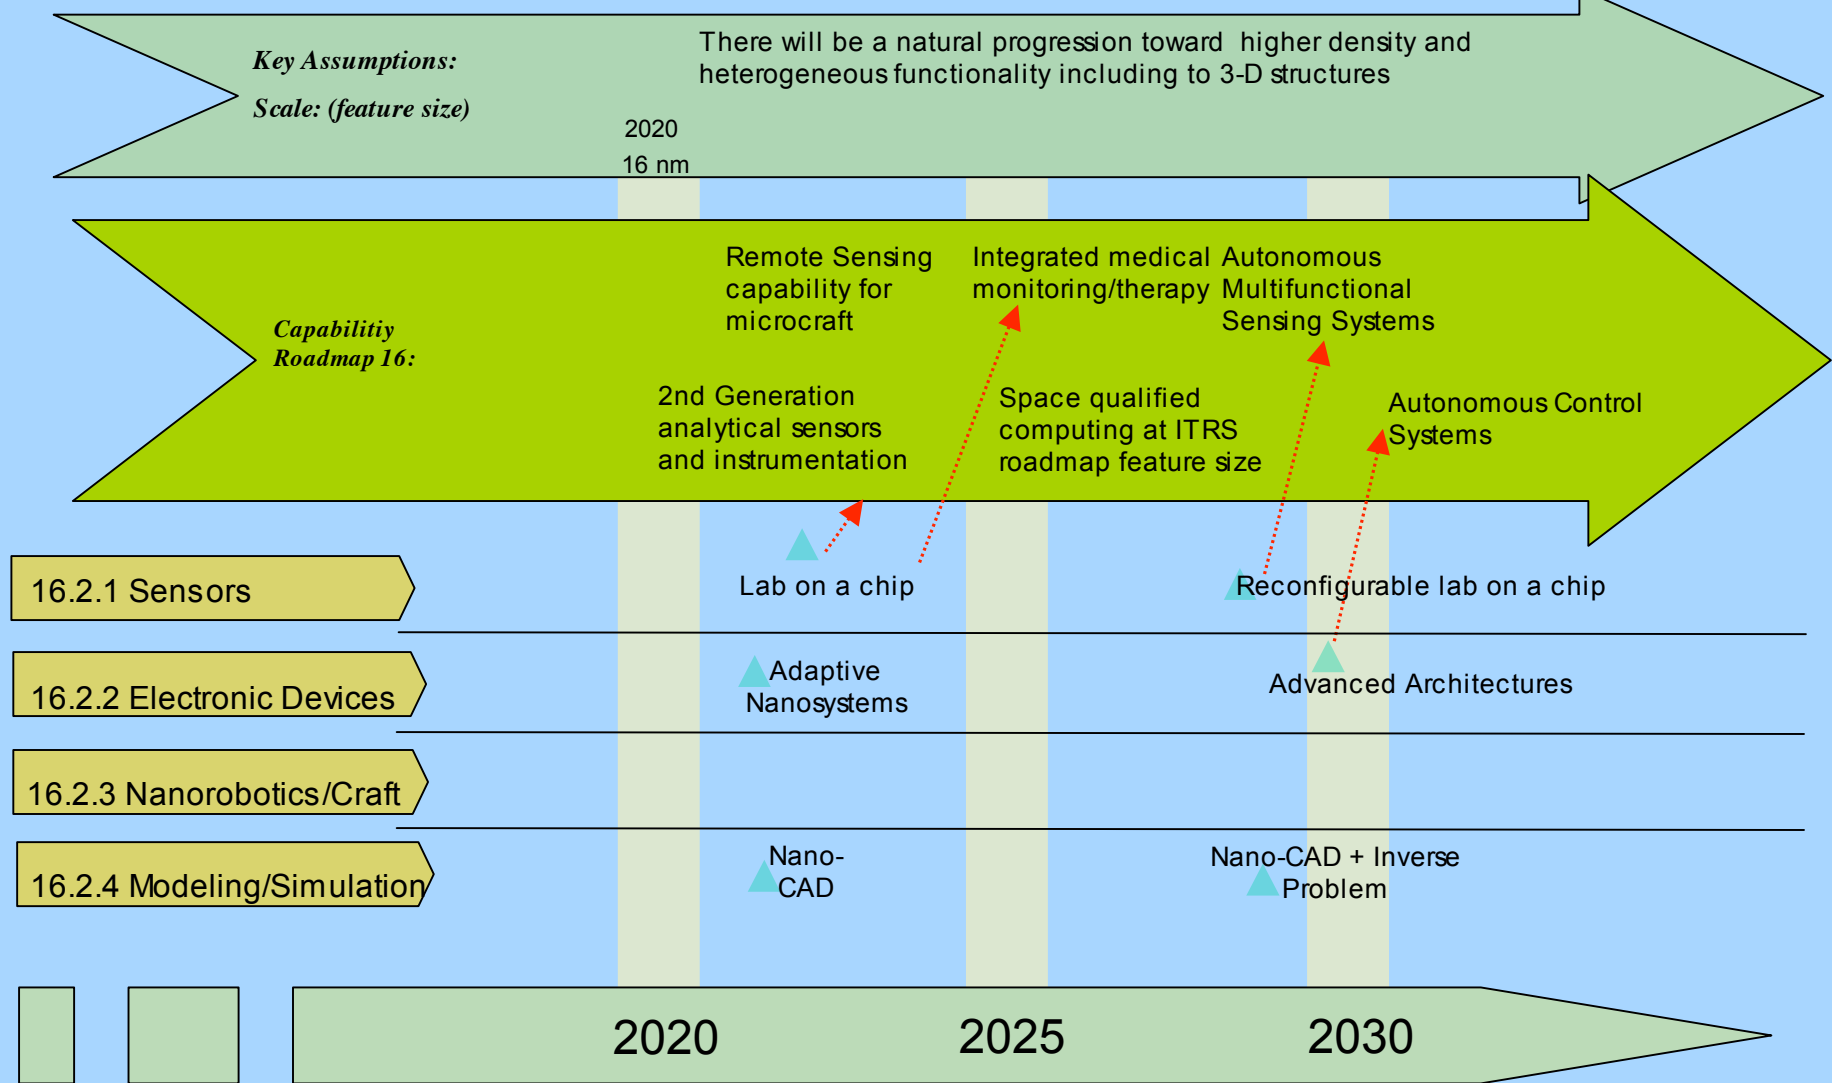 Key Assumptions:
Scale: (feature size)
There will be a natural progression toward higher density and
heterogeneous functionality including to 3-D structures
2020
16 nm
Capabilitiy
Roadmap 16:
Remote Sensing
capability for
microcraft
Integrated medical
monitoring/therapy
Autonomous
Multifunctional
Sensing Systems
2nd Generation
analytical sensors
and instrumentation
Space qualified
computing at ITRS
roadmap feature size
Autonomous Control
Systems
16.2.1 Sensors
Lab on a chip
Reconfigurable lab on a chip
16.2.2 Electronic Devices
Adaptive
Nanosystems
Advanced Architectures
16.2.3 Nanorobotics/Craft
16.2.4 Modeling/Simulation
Nano-
CAD
Nano-CAD + Inverse
Problem
2020
2025
2030